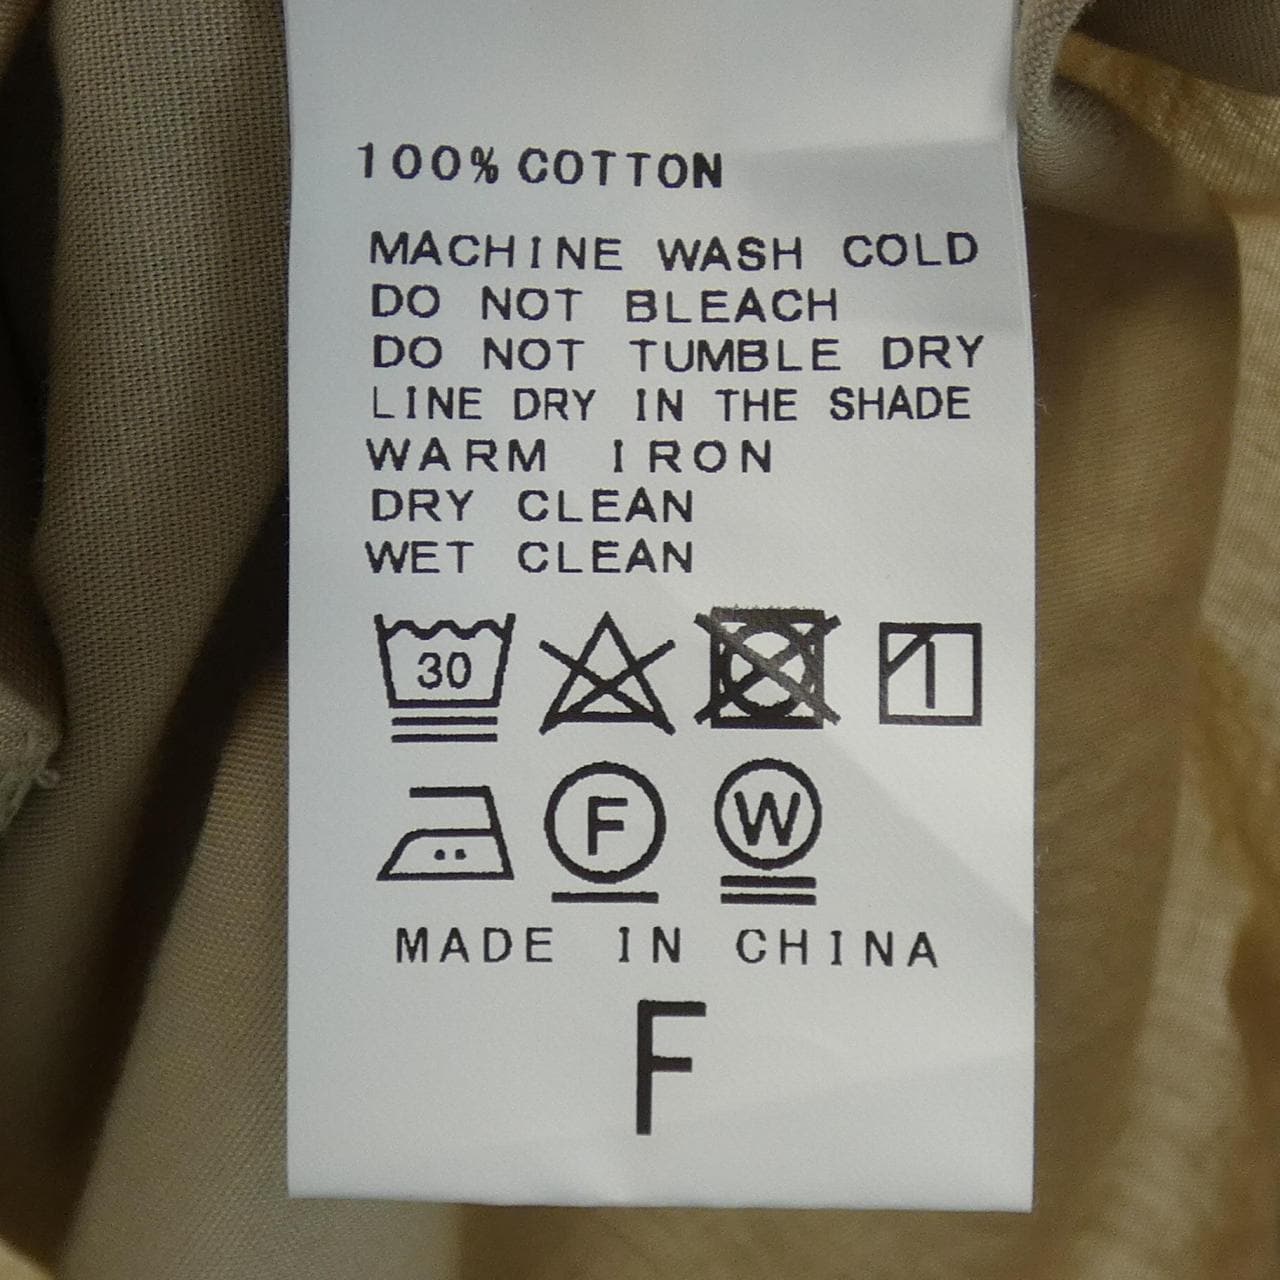 100% COTTON
MACHINE WASH COLD
DO NOT BLEACH
DO NOT TUMBLE DRY
LINE DRY IN THE SHADE
WARM IRON
DRY CLEAN
WET CLEAN
30
F W
MADE IN CHINA
F